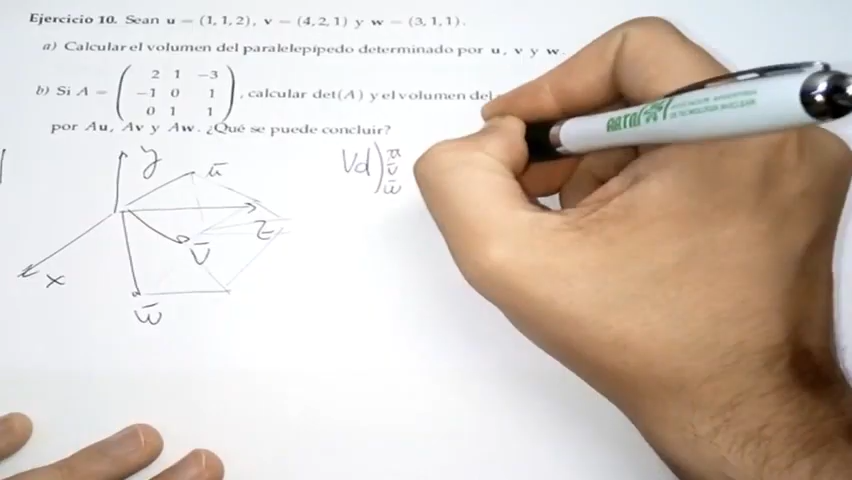 Ejercicio 10. Sean u = (1, 1, 2), v = (4, 2, 1) y w = (3, 1, 1).
a) Calcular el volumen del paralelepípedo determinado por u, v y w.
b) Si A = ( 2 1 −3
−1 0 1
0 1 1 ), calcular det(A) y el volumen del
por Au, Av y Aw. ¿Qué se puede concluir?
y
ū
z
v̄
x
w̄
Vd) ū
v̄
w̄